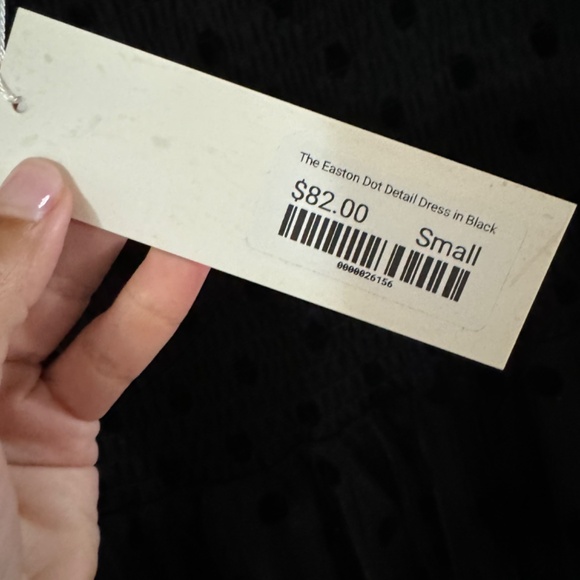 The Easton Dot Detail Dress in Black
$82.00
Small
0000026156